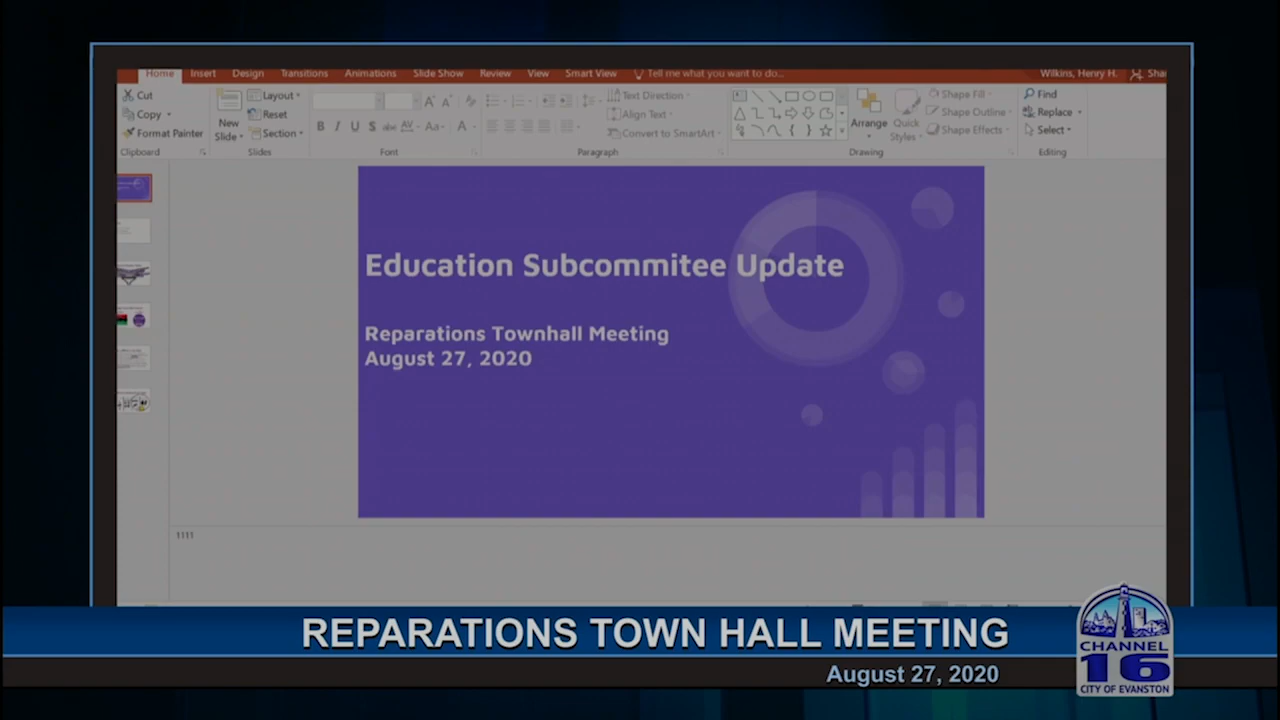 Home Insert Design Transitions Animations Slide Show Review View Smart View Tell me what you want to do... Wilkins, Henry H. Shar
Cut
Copy
Format Painter
Clipboard
New
Slide
Layout
Reset
Section
Slides
B I U S abc AV Aa A
Font
Text Direction
Align Text
Convert to SmartArt
Paragraph
Arrange
Quick
Styles
Shape Fill
Shape Outline
Shape Effects
Drawing
Find
Replace
Select
Editing
Education Subcommitee Update
Reparations Townhall Meeting
August 27, 2020
1111
REPARATIONS TOWN HALL MEETING
August 27, 2020
CHANNEL
16
CITY OF EVANSTON